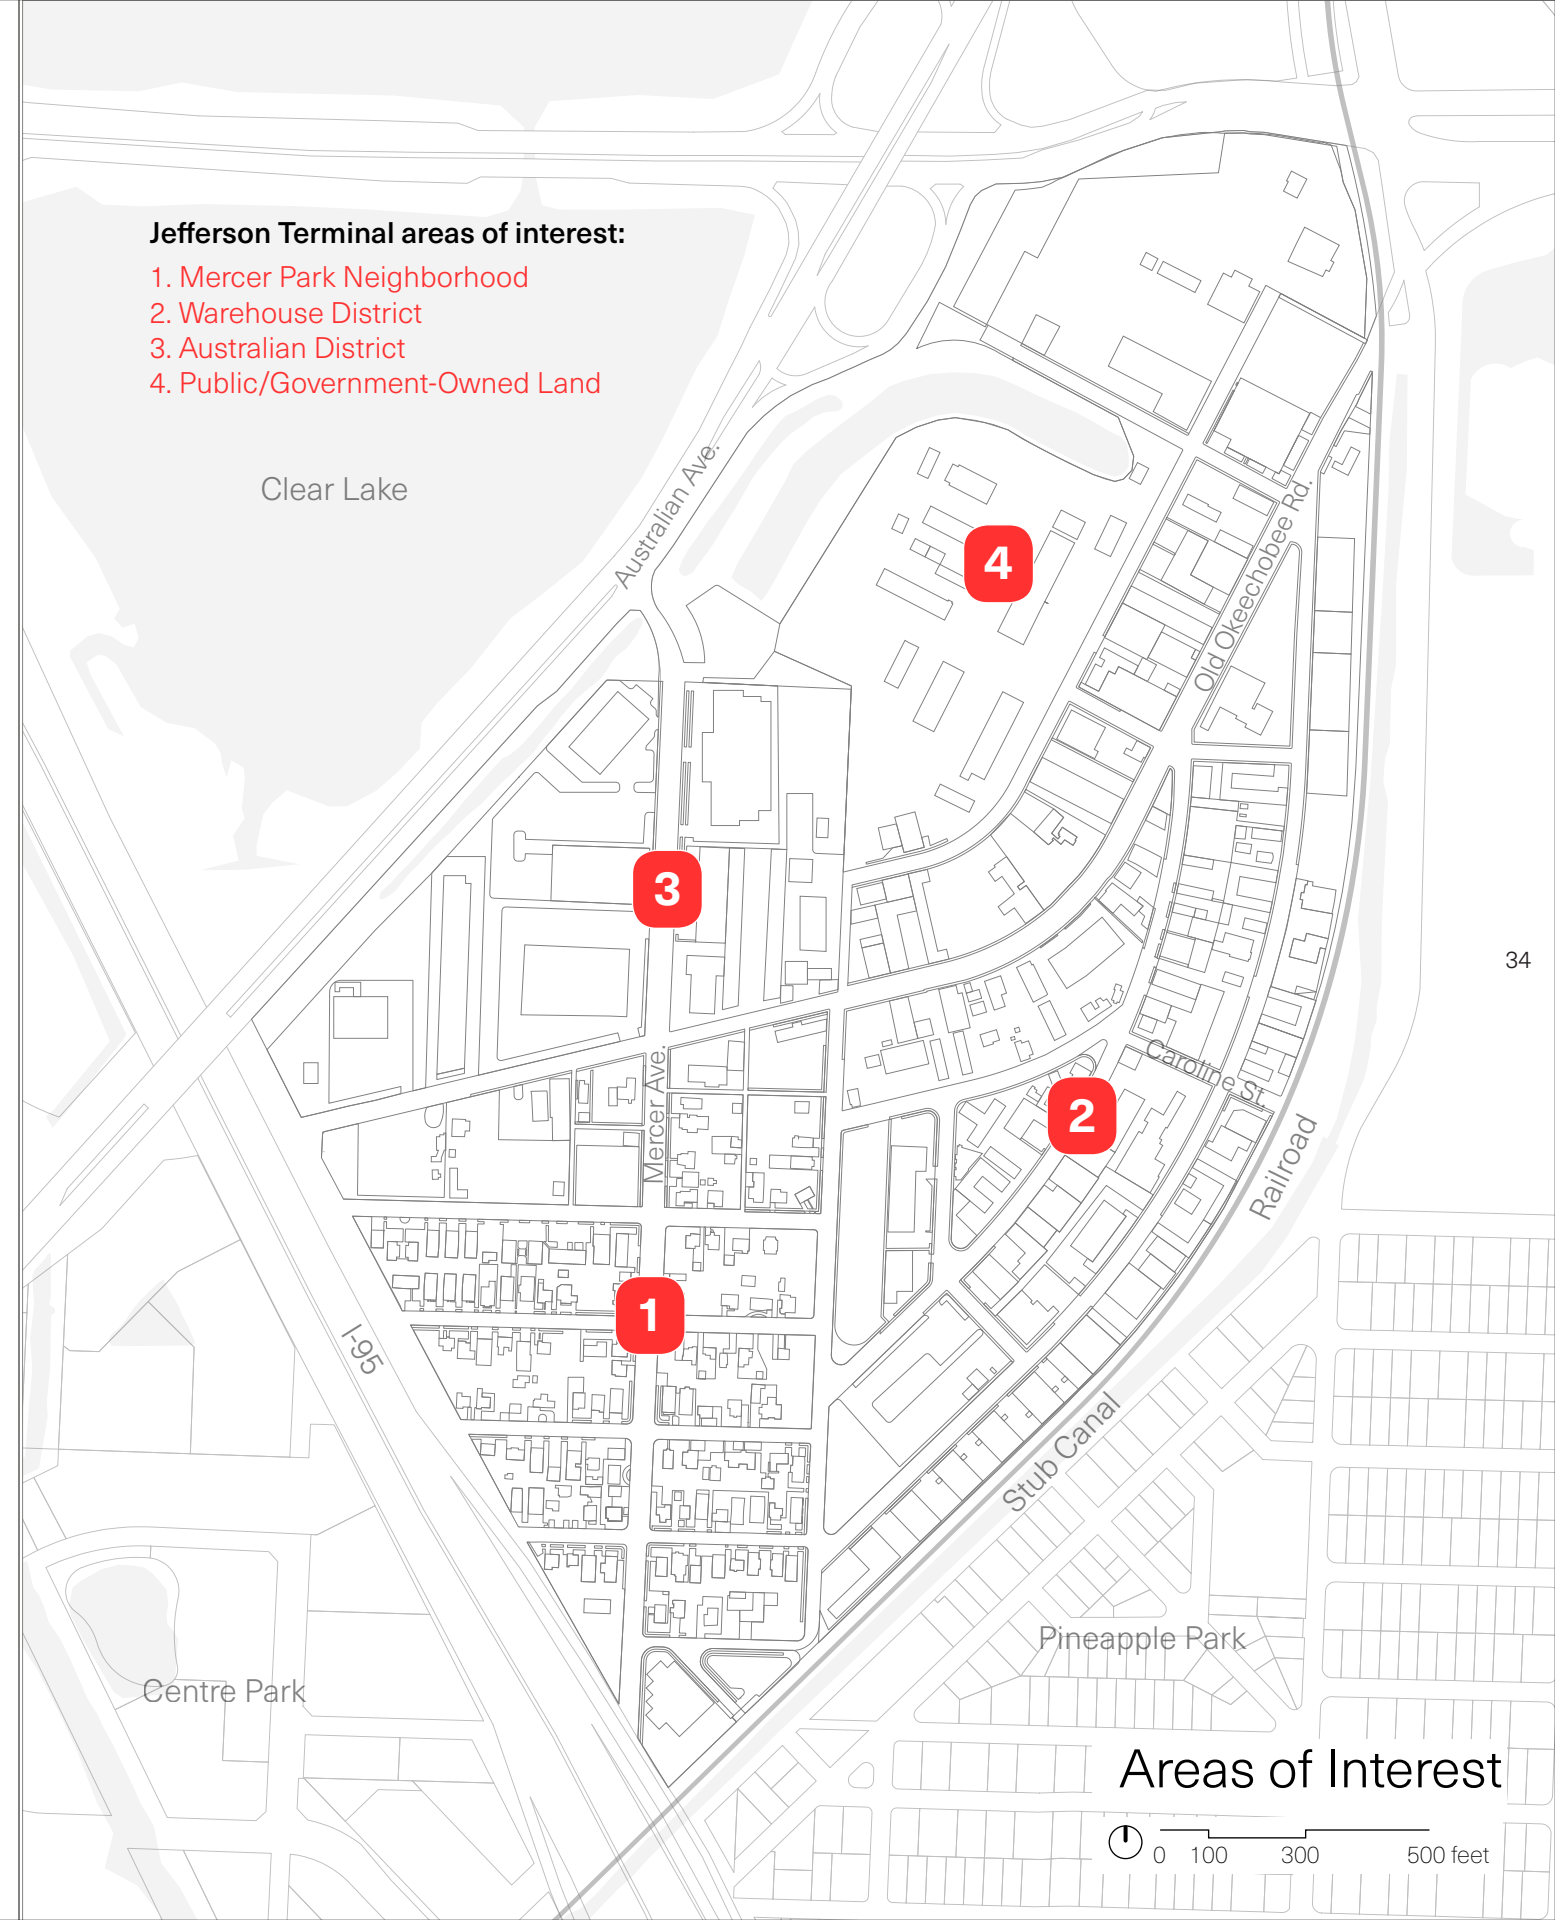 Jefferson Terminal areas of interest:
1. Mercer Park Neighborhood
2. Warehouse District
3. Australian District
4. Public/Government-Owned Land
Clear Lake
Australian Ave.
4
Old Okeechobee Rd.
3
34
Mercer Ave.
Caroline St.
2
Railroad
1
I-95
Stub Canal
Pineapple Park
Centre Park
Areas of Interest
0 100 300 500 feet